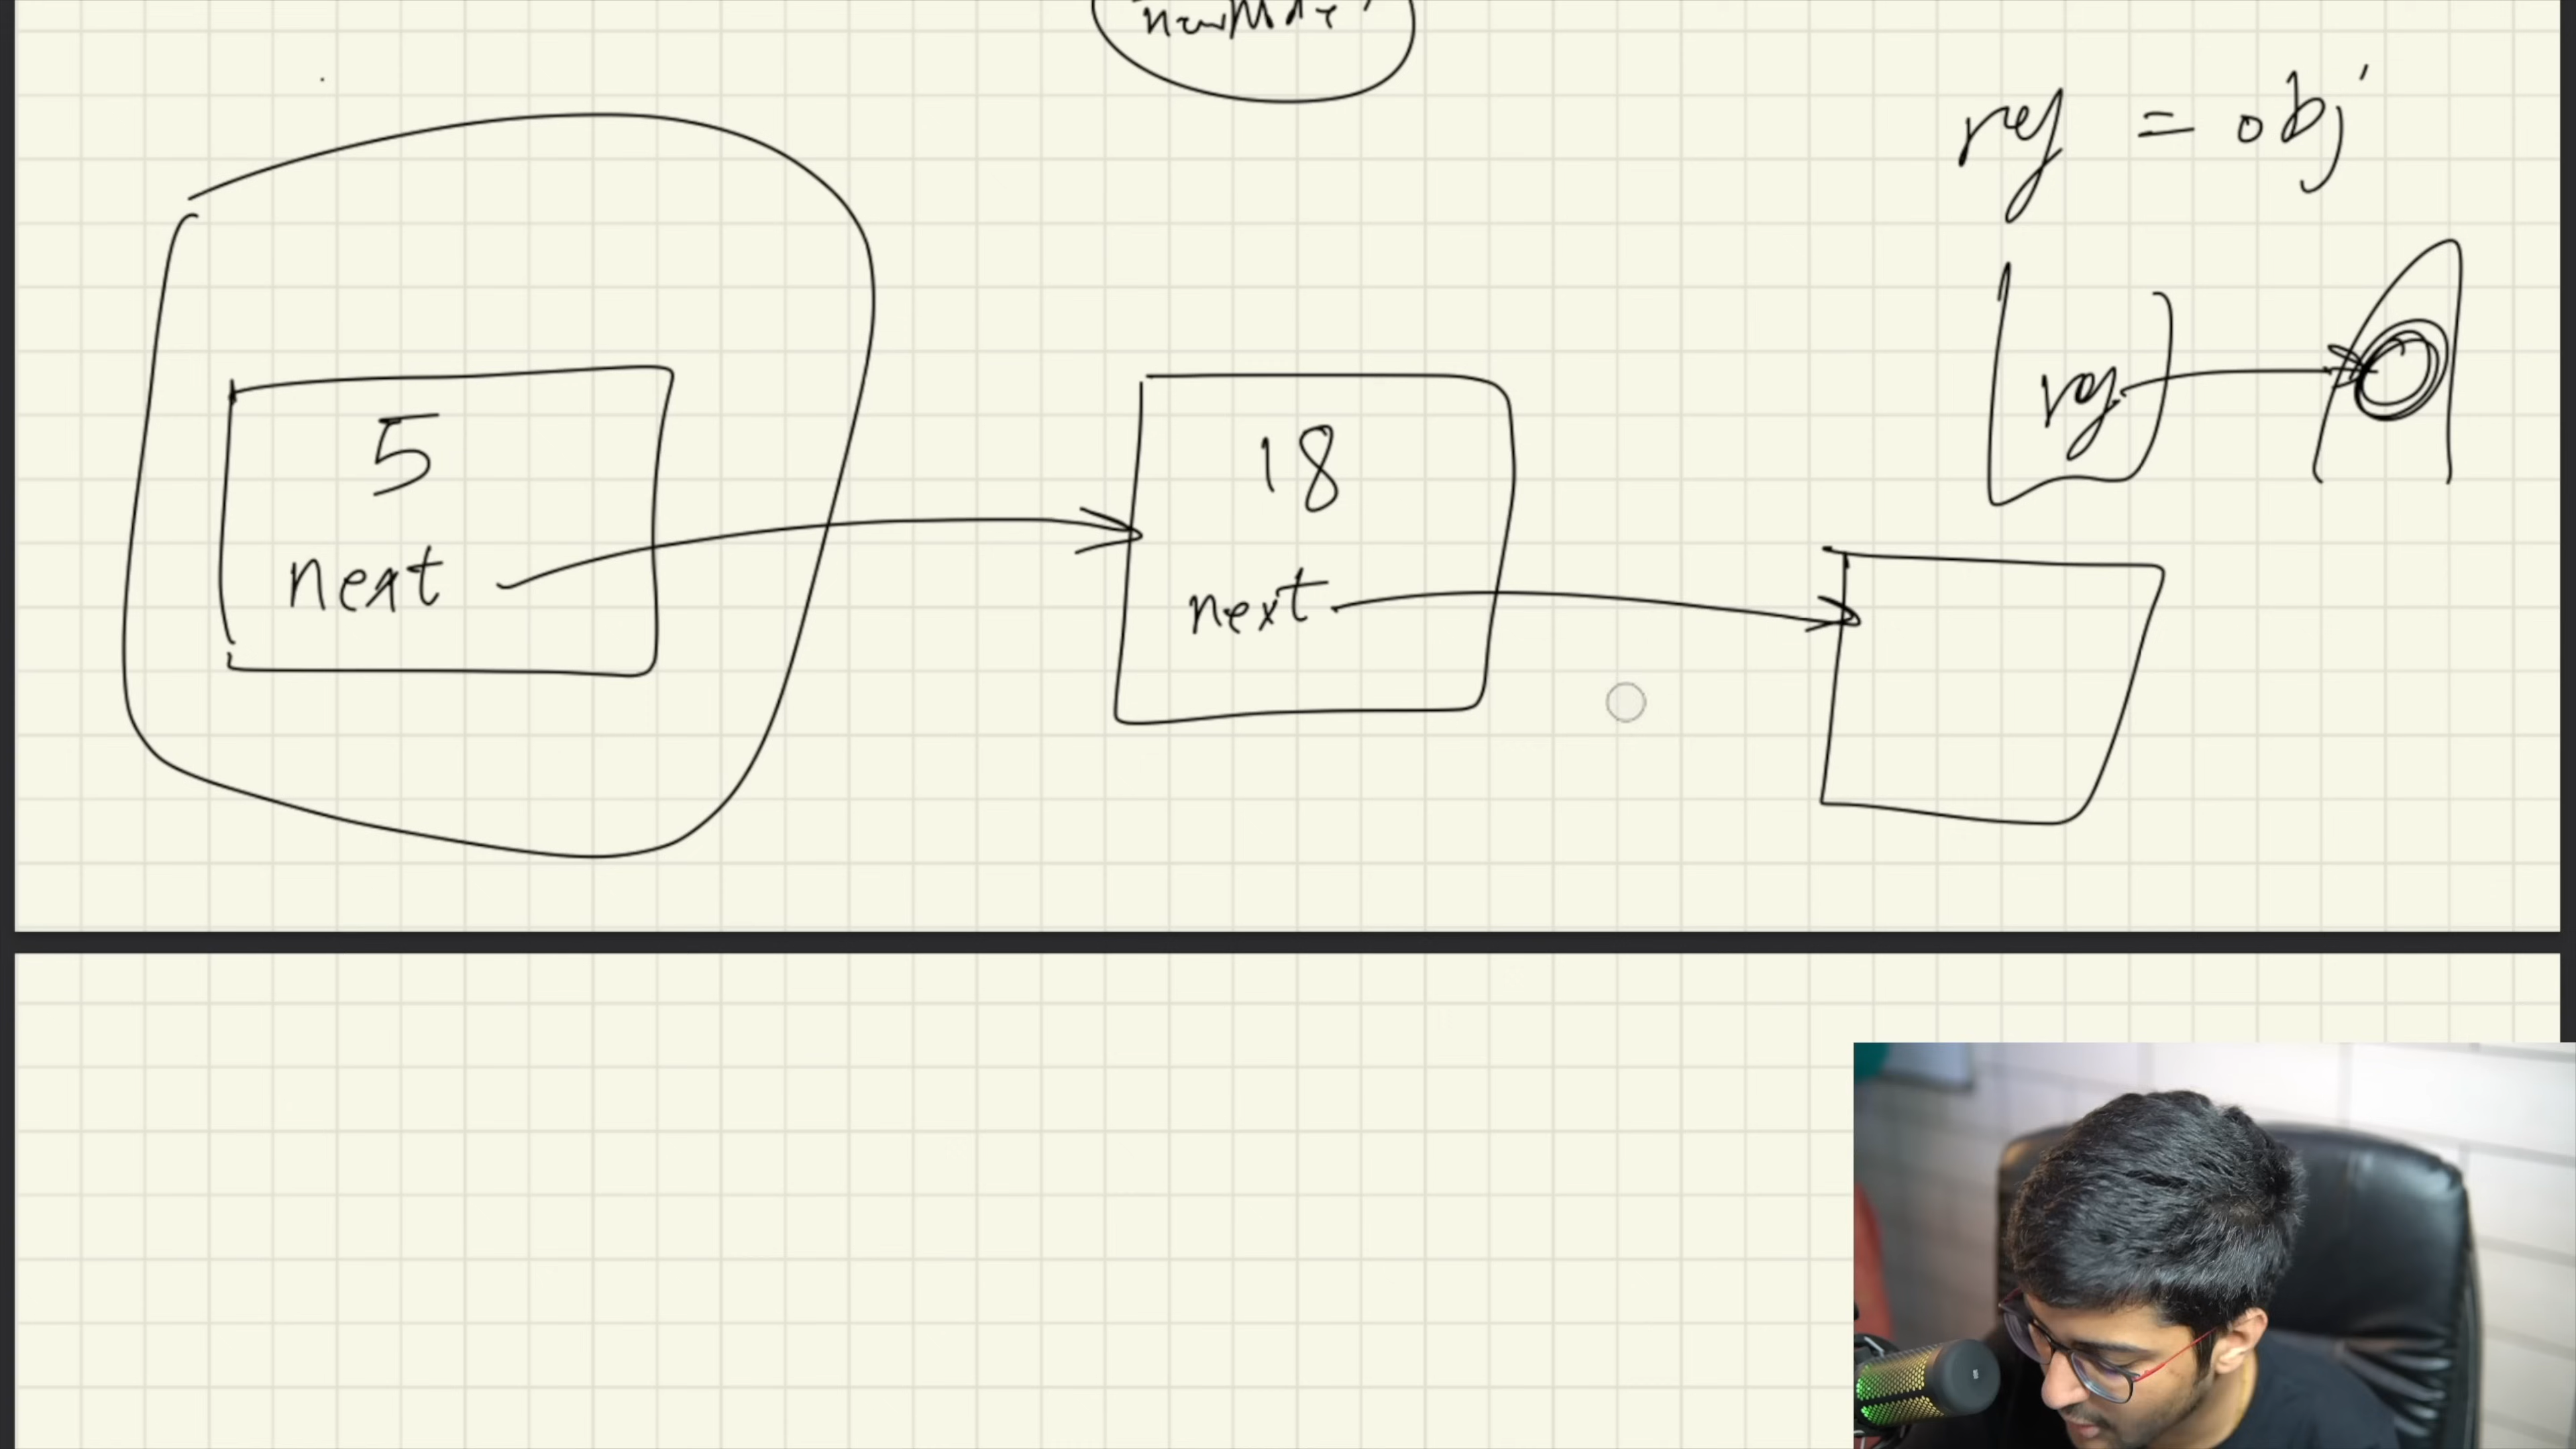 ref = obj
5
next
18
next
ref